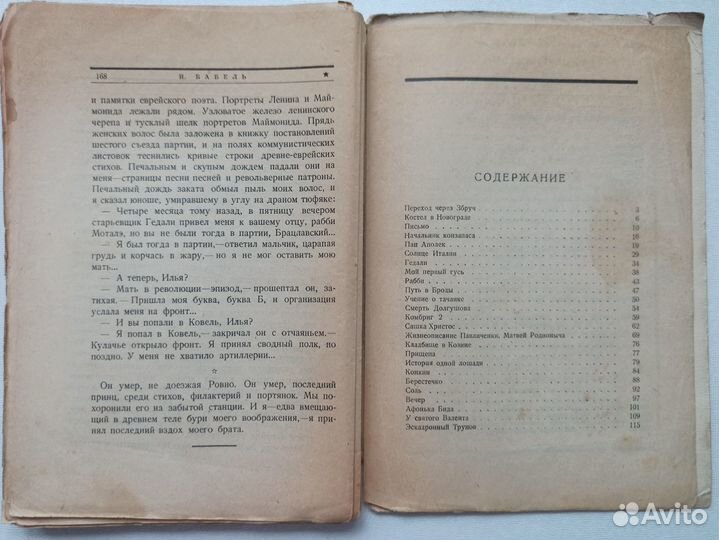 168 И. БАБЕЛЬ ★
и памятки еврейского поэта. Портреты Ленина и Май-
монида лежали рядом. Узловатое железо ленинского
черепа и тусклый шелк портретов Маймонида. Прядь
женских волос была заложена в книжку постановлений
шестого съезда партии, и на полях коммунистических
листовок теснились кривые строки древне-еврейских
стихов. Печальным и скупым дождем падали они на
меня—страницы песни песней и револьверные патроны.
Печальный дождь заката обмыл пыль моих волос, и
я сказал юноше, умиравшему в углу на драном тюфяке:
— Четыре месяца тому назад, в пятницу вечером
старьевщик Гедали привел меня к вашему отцу, рабби
Моталэ, но вы не были тогда в партии, Брацлавский...
— Я был тогда в партии,—ответил мальчик, царапая
грудь и корчась в жару,—но я не мог оставить мою
мать...
— А теперь, Илья?
— Мать в революции—эпизод,—прошептал он, за-
тихая.—Пришла моя буква, буква Б, и организация
услала меня на фронт...
— И вы попали в Ковель, Илья?
— Я попал в Ковель,—закричал он с отчаяньем.—
Кулачье открыло фронт. Я принял сводный полк, но
поздно. У меня не хватило артиллерии...
☆
Он умер, не доезжая Ровно. Он умер, последний
принц, среди стихов, филактерий и портянок. Мы по-
хоронили его на забытой станции. И я—едва вмещаю-
щий в древнем теле бури моего воображения,—я при-
нял последний вздох моего брата.
СОДЕРЖАНИЕ
Переход через Збруч 3
Костел в Новограде 6
Письмо 10
Начальник конзапаса 16
Пан Аполек 19
Солнце Италии 29
Гедали 34
Мой первый гусь 38
Рабби 43
Путь в Броды 47
Учение о тачанке 50
Смерть Долгушова 54
Комбриг 2 59
Сашка Христос 62
Жизнеописание Павличенки, Матвей Родионыча 69
Кладбище в Козине 76
Прищепа 77
История одной лошади 79
Конкин 84
Берестечко 88
Соль 92
Вечер 97
Афонька Бида 101
У святого Валента 109
Эскадронный Трунов 115
Avito